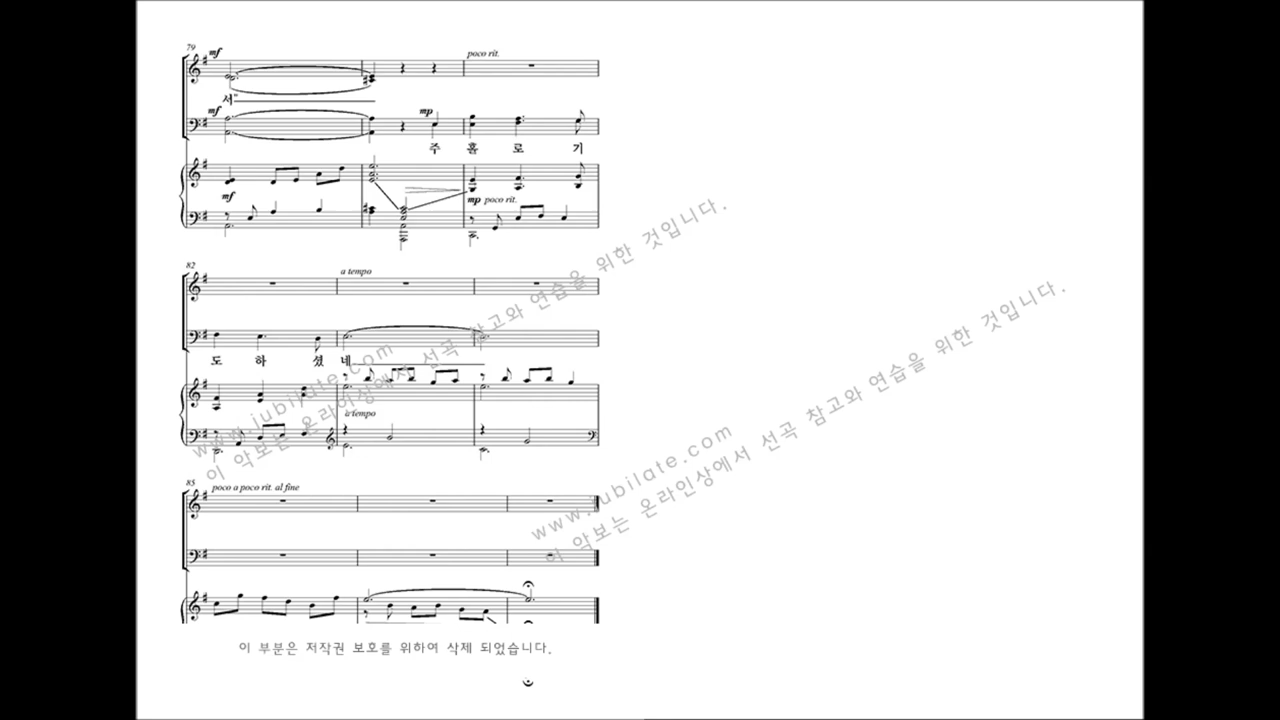 79
mf
poco rit.
서"
mf
mp
주 홀 로 기
mf
mp poco rit.
82
a tempo
도 하 셨 네
a tempo
www.jubilate.com
이 악보는 온라인상에서 선곡 참고와 연습을 위한 것입니다.
85
poco a poco rit. al fine
www.jubilate.com
이 악보는 온라인상에서 선곡 참고와 연습을 위한 것입니다.
이 부분은 저작권 보호를 위하여 삭제 되었습니다.